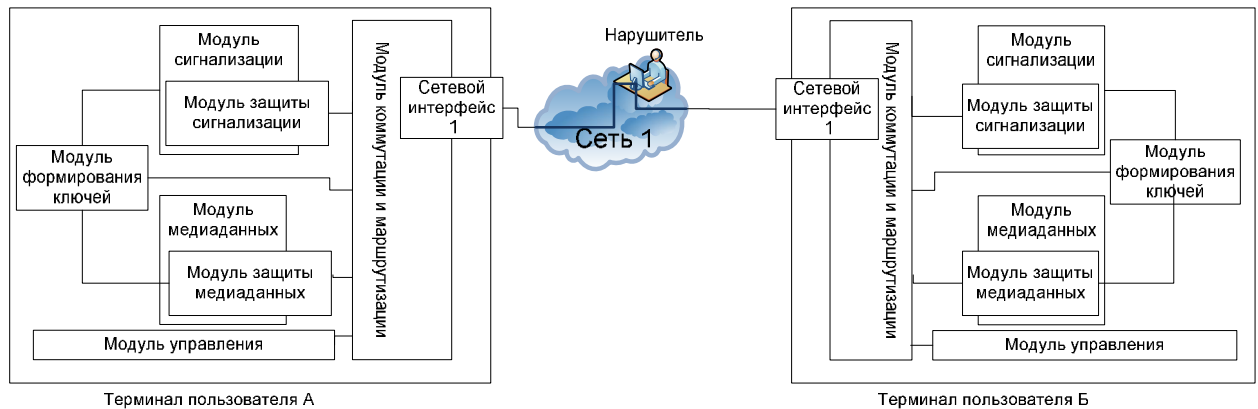 Модуль
сигнализации
Модуль защиты
сигнализации
Модуль
формирования
ключей
Модуль
медиаданных
Модуль защиты
медиаданных
Модуль управления
Модуль коммутации и маршрутизации
Сетевой
интерфейс
1
Терминал пользователя А
Нарушитель
Сеть 1
Сетевой
интерфейс
1
Модуль коммутации и маршрутизации
Модуль
сигнализации
Модуль защиты
сигнализации
Модуль
формирования
ключей
Модуль
медиаданных
Модуль защиты
медиаданных
Модуль управления
Терминал пользователя Б